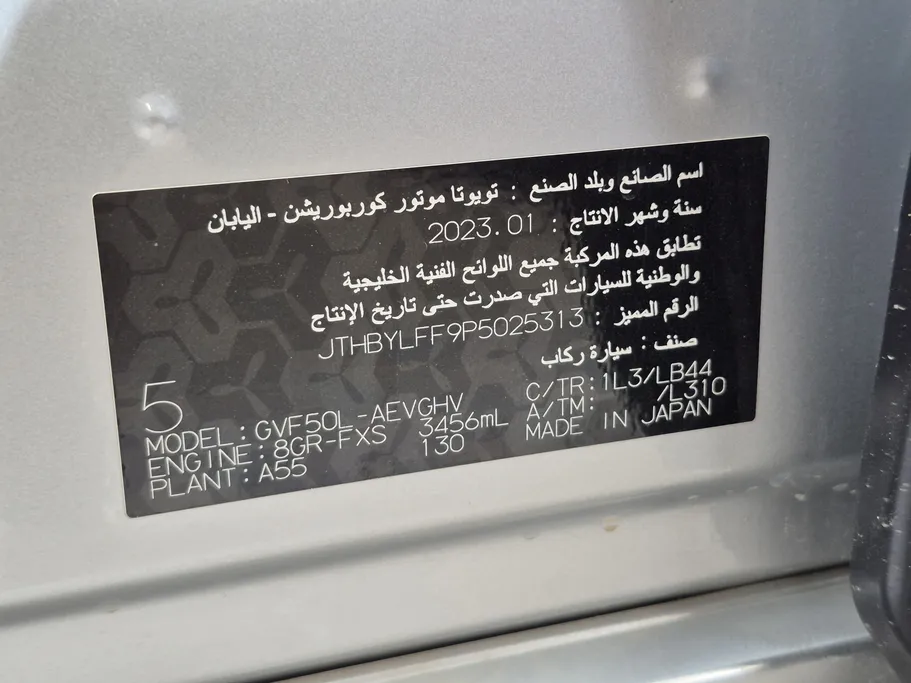 اسم الصانع وبلد الصنع : تويوتا موتور كوربوريشن - اليابان
سنة وشهر الانتاج : 2023.01
تطابق هذه المركبة جميع اللوائح الفنية الخليجية
والوطنية للسيارات التي صدرت حتى تاريخ الإنتاج
الرقم المميز : JTHBYLFF9P5025313
صنف : سيارة ركاب
5
C/TR:1L3/LB44
MODEL:GVF50L-AEVGHV A/TM: /L310
ENGINE:8GR-FXS 3456mL MADE IN JAPAN
PLANT:A55 130